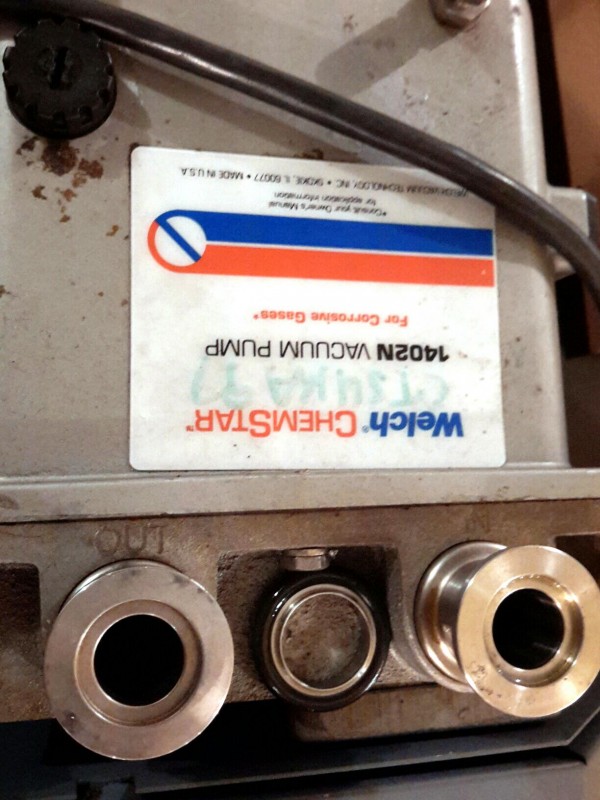 IN OUT
Welch® CHEMSTAR™
1402N VACUUM PUMP
For Corrosive Gases*
*Consult your Owner's Manual
for application information
WELCH VACUUM TECHNOLOGY, INC. • SKOKIE, IL 60077 • MADE IN U.S.A